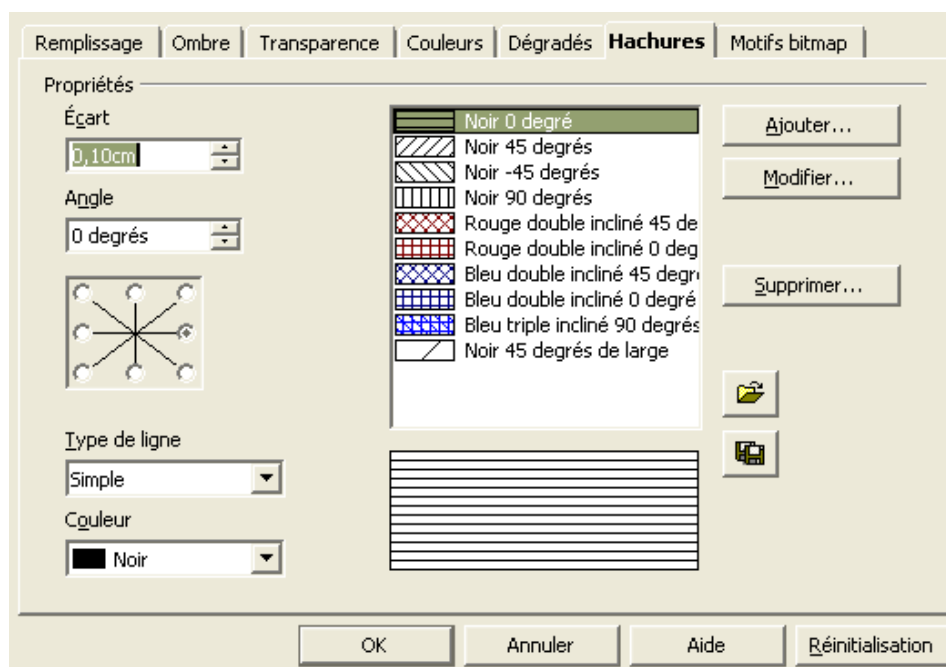 Remplissage Ombre Transparence Couleurs Dégradés Hachures Motifs bitmap
Propriétés
Écart
0,10cm
Angle
0 degrés
Type de ligne
Simple
Couleur
Noir
Noir 0 degré
Noir 45 degrés
Noir -45 degrés
Noir 90 degrés
Rouge double incliné 45 de
Rouge double incliné 0 deg
Bleu double incliné 45 degr
Bleu double incliné 0 degré
Bleu triple incliné 90 degrés
Noir 45 degrés de large
Ajouter...
Modifier...
Supprimer...
OK Annuler Aide Réinitialisation